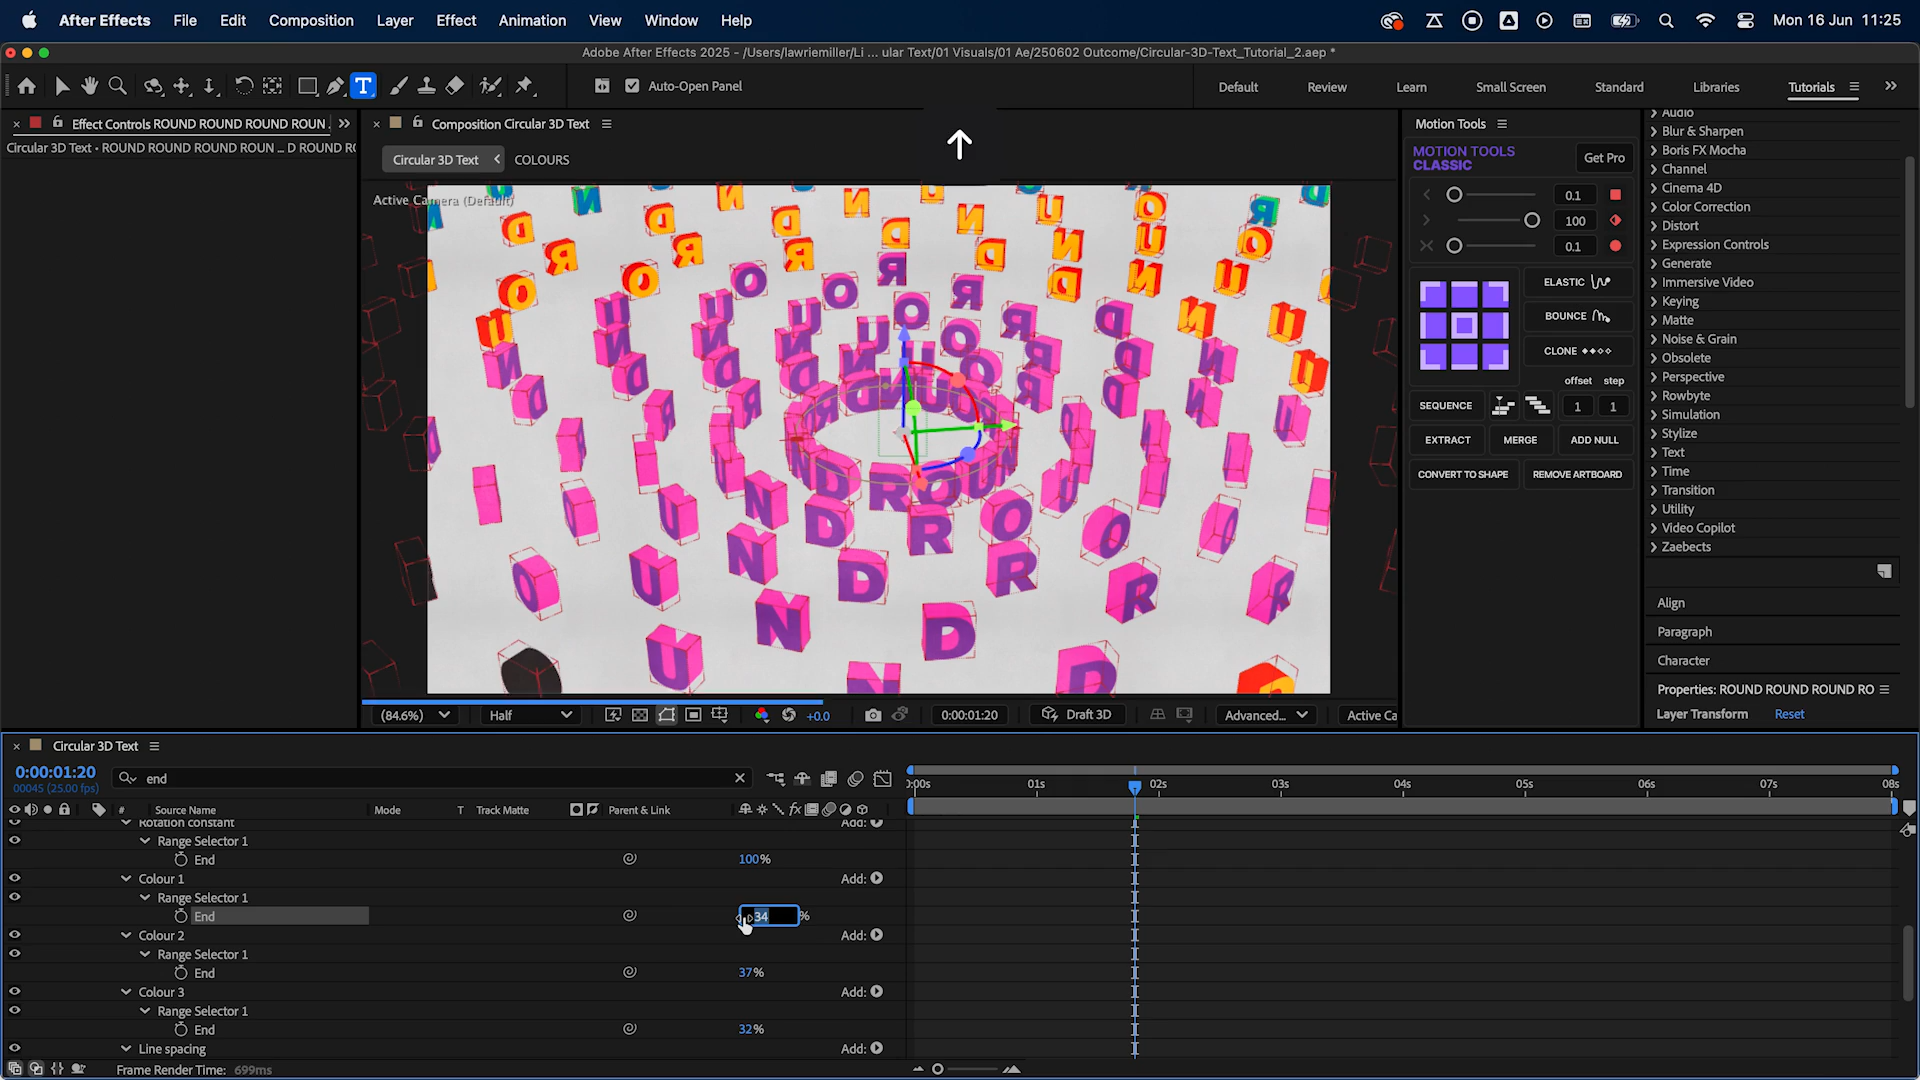 After Effects File Edit Composition Layer Effect Animation View Window Help Mon 16 Jun 11:25
Adobe After Effects 2025 - /Users/lawriemiller/Li ... ular Text/01 Visuals/01 Ae/250602 Outcome/Circular-3D-Text_Tutorial_2.aep *
T Auto-Open Panel Default Review Learn Small Screen Standard Libraries Tutorials
Effect Controls ROUND ROUND ROUND ROUN .
Circular 3D Text • ROUND ROUND ROUND ROUN ... D ROUND RO
Composition Circular 3D Text
Circular 3D Text COLOURS
Active Camera (Default)
(84.6%) Half +0.0 0:00:01:20 Draft 3D Advanced... Active Ca
Motion Tools
MOTION TOOLS
CLASSIC
Get Pro
0.1
100
0.1
ELASTIC
BOUNCE
CLONE
offset step
SEQUENCE 1 1
EXTRACT MERGE ADD NULL
CONVERT TO SHAPE REMOVE ARTBOARD
Audio
Blur & Sharpen
Boris FX Mocha
Channel
Cinema 4D
Color Correction
Distort
Expression Controls
Generate
Immersive Video
Keying
Matte
Noise & Grain
Obsolete
Perspective
Rowbyte
Simulation
Stylize
Text
Time
Transition
Utility
Video Copilot
Zaebects
Align
Paragraph
Character
Properties: ROUND ROUND ROUND RO
Layer Transform Reset
Circular 3D Text
0:00:01:20
00045 (25.00 fps)
end
:00s 01s 02s 03s 04s 05s 06s 07s 08s
# Source Name Mode T Track Matte Parent & Link
Rotation constant Add:
Range Selector 1
End 100%
Colour 1 Add:
Range Selector 1
End 34 %
Colour 2 Add:
Range Selector 1
End 37%
Colour 3 Add:
Range Selector 1
End 32%
Line spacing Add:
Frame Render Time: 699ms